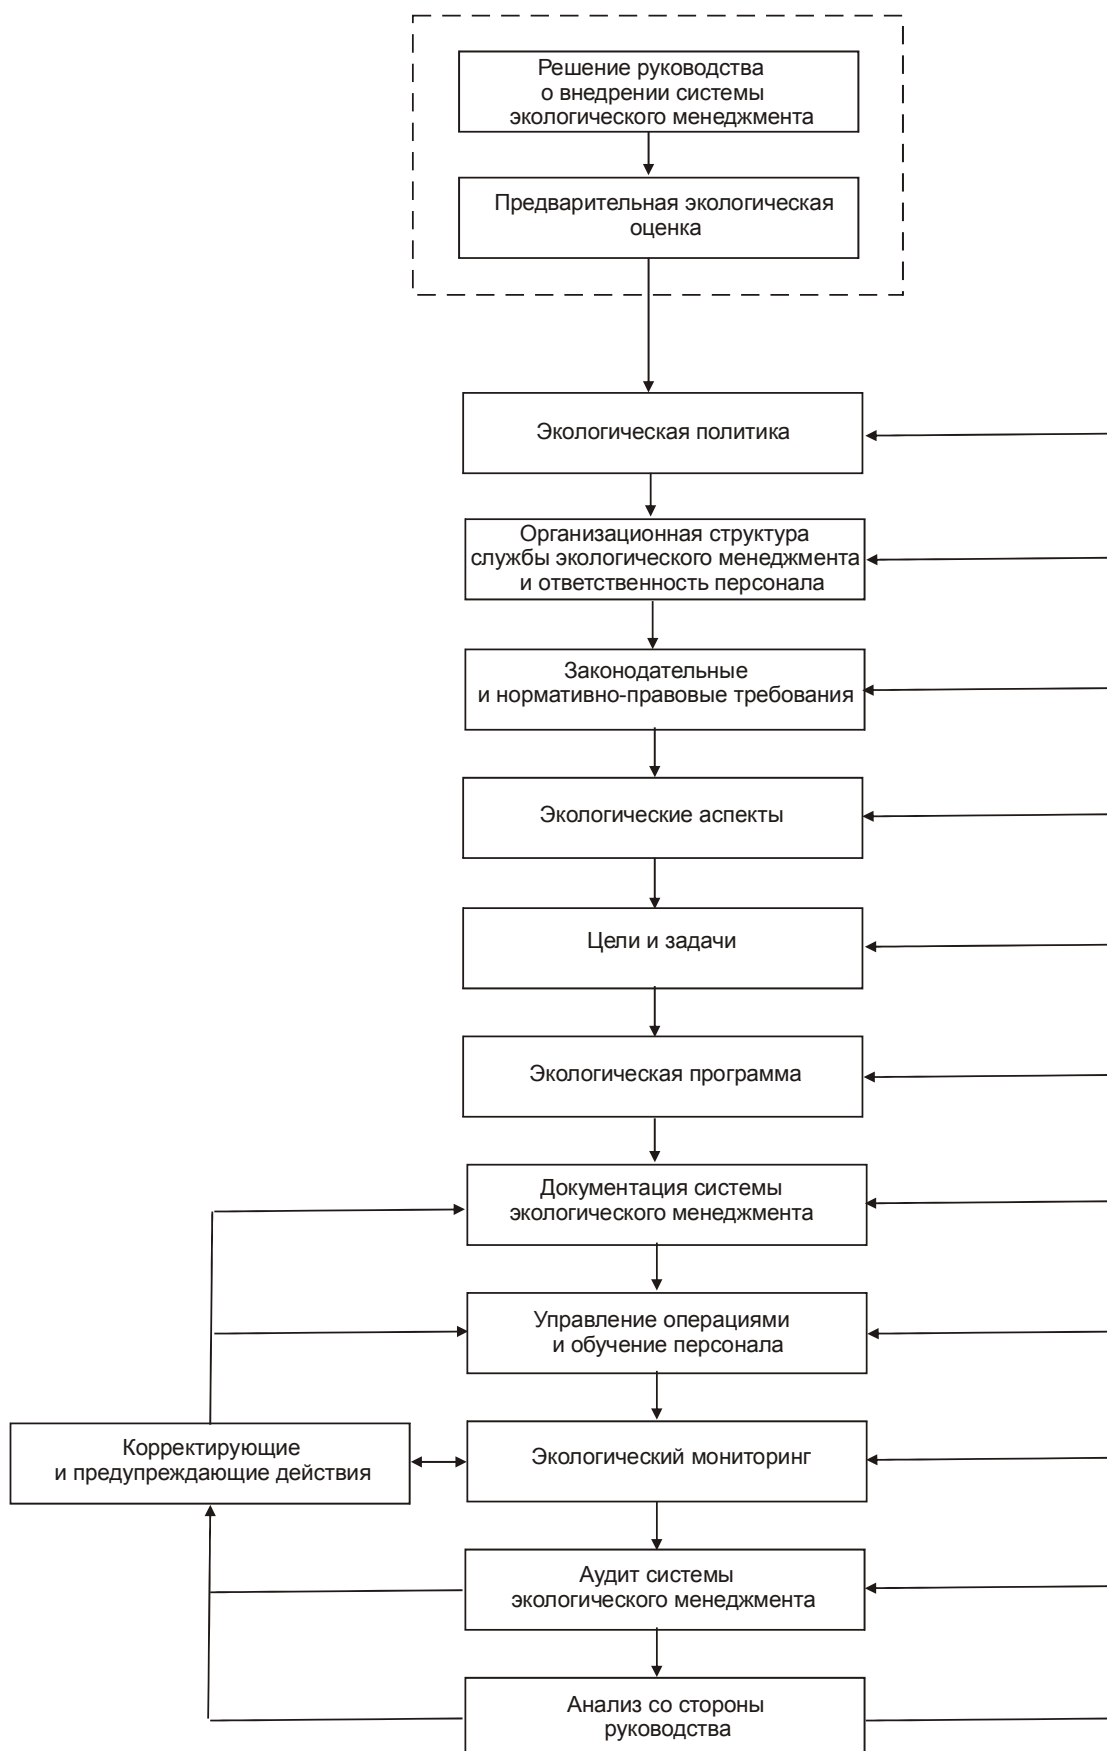 Решение руководства
о внедрении системы
экологического менеджмента
Предварительная экологическая
оценка
Экологическая политика
Организационная структура
службы экологического менеджмента
и ответственность персонала
Законодательные
и нормативно-правовые требования
Экологические аспекты
Цели и задачи
Экологическая программа
Документация системы
экологического менеджмента
Управление операциями
и обучение персонала
Корректирующие
и предупреждающие действия
Экологический мониторинг
Аудит системы
экологического менеджмента
Анализ со стороны
руководства